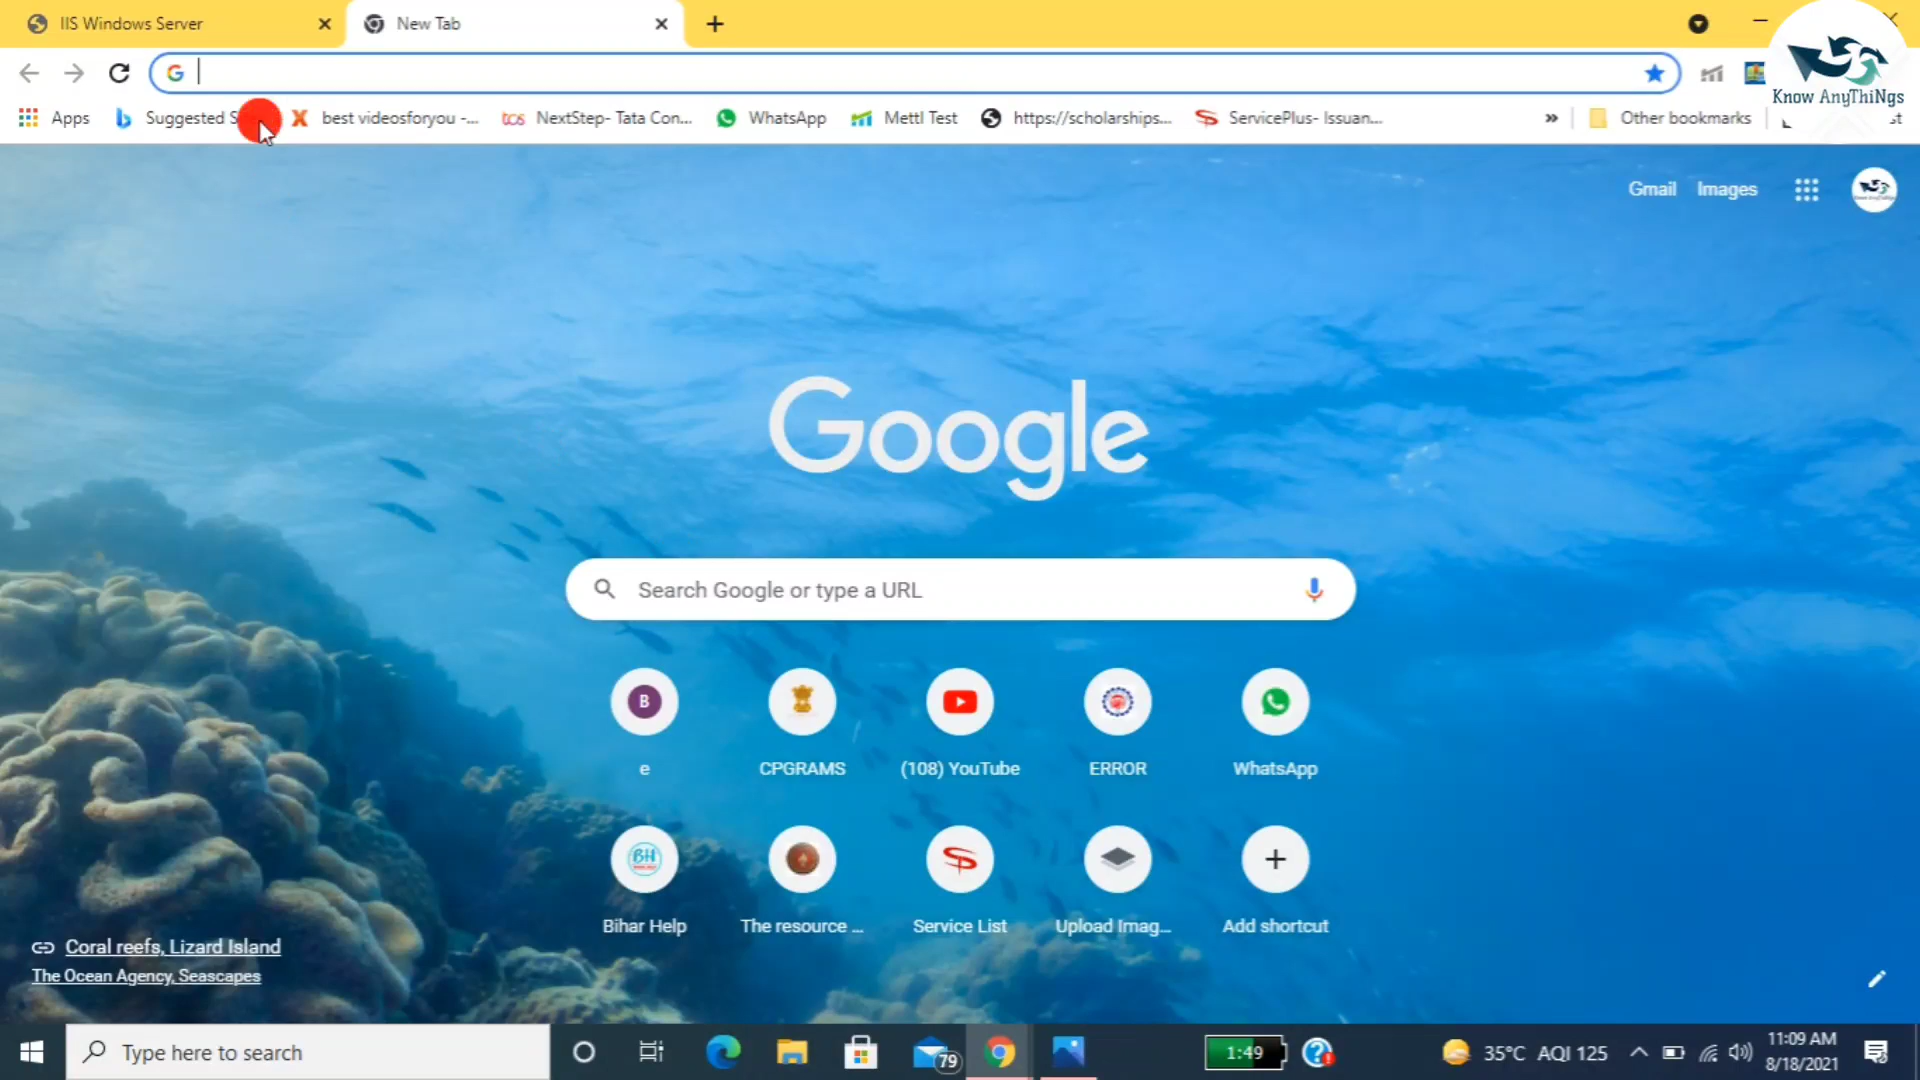 IIS Windows Server
New Tab
Know AnyThiNgs
Apps
Suggested S
best videosforyou -...
NextStep- Tata Con...
WhatsApp
Mettl Test
https://scholarships...
ServicePlus- Issuan...
»
Other bookmarks
st
Gmail
Images
Google
Search Google or type a URL
B
e
CPGRAMS
(108) YouTube
ERROR
WhatsApp
BH
Bihar Help
The resource ...
Service List
Upload Imag...
Add shortcut
Coral reefs, Lizard Island
The Ocean Agency, Seascapes
Type here to search
79
1:49
35°C AQI 125
11:09 AM
8/18/2021